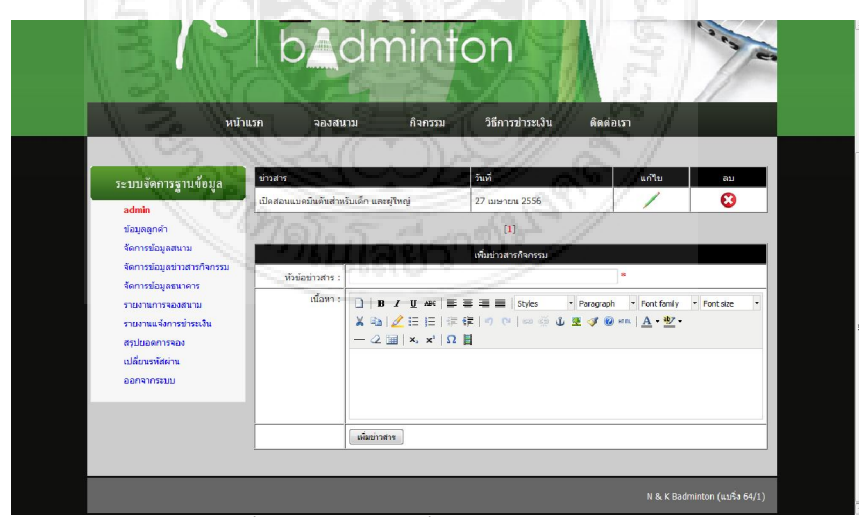 badminton
หน้าแรก จองสนาม กิจกรรม วิธีการชำระเงิน ติดต่อเรา
ระบบจัดการฐานข้อมูล
admin
ข้อมูลลูกค้า
จัดการข้อมูลสนาม
จัดการข้อมูลข่าวสารกิจกรรม
จัดการข้อมูลธนาคาร
รายงานการจองสนาม
รายงานแจ้งการชำระเงิน
สรุปยอดการจอง
เปลี่ยนรหัสผ่าน
ออกจากระบบ
ข่าวสาร วันที่ แก้ไข ลบ
เปิดสอนแบดมินตันสำหรับเด็ก และผู้ใหญ่ 27 เมษายน 2556
[1]
เพิ่มข่าวสารกิจกรรม
หัวข้อข่าวสาร : *
เนื้อหา :
B I U ABC Styles Paragraph Font family Font size
HTML A ab
x₂ x² Ω
เพิ่มข่าวสาร
N & K Badminton (แบริ่ง 64/1)